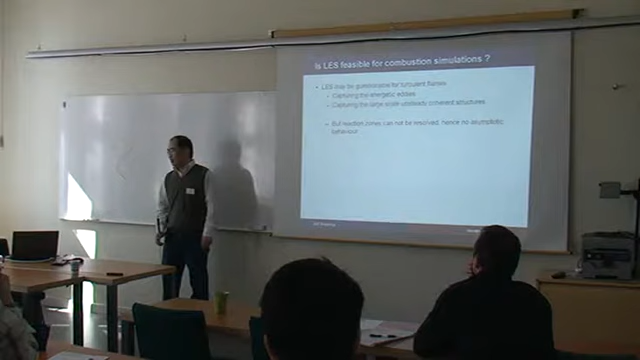 Is LES feasible for combustion simulations ?
LES may be questionable for turbulent flames
Capturing the energetic eddies
Capturing the large scale unsteady coherent structures
But reaction zones can not be resolved, hence no asymptotic
behaviour